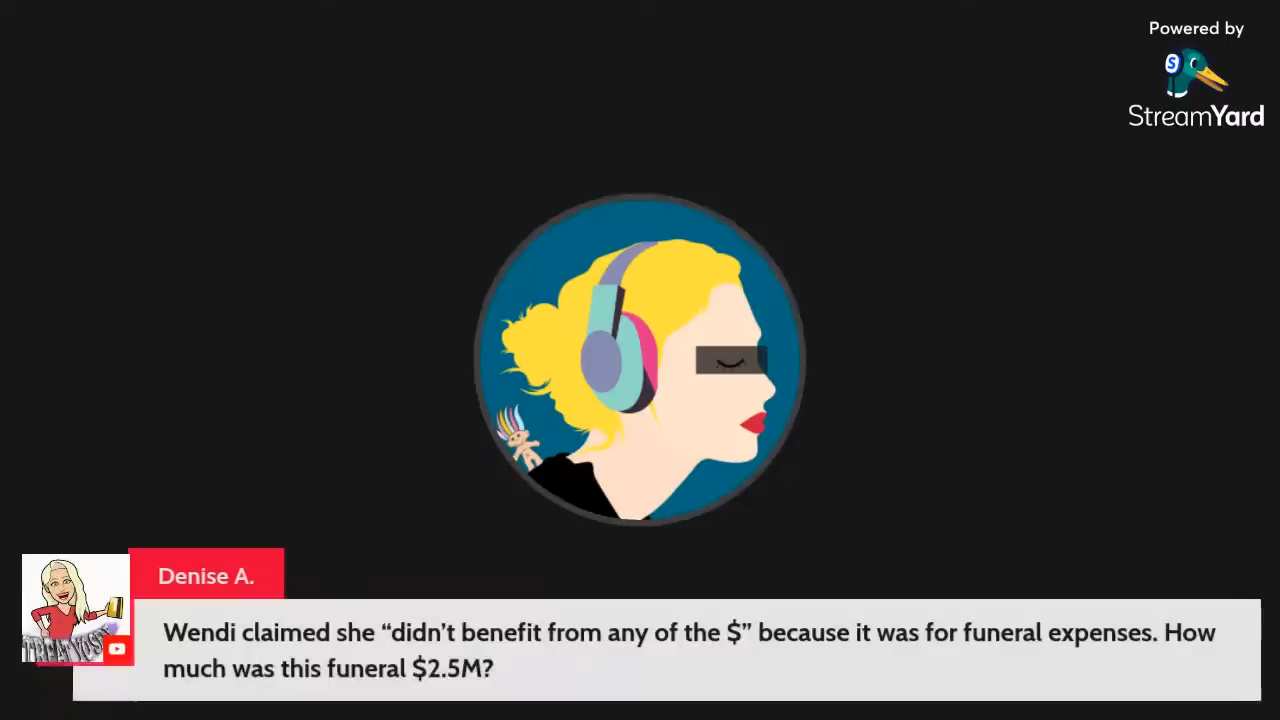 Powered by
S
StreamYard
Denise A.
Wendi claimed she “didn’t benefit from any of the $” because it was for funeral expenses. How
much was this funeral $2.5M?